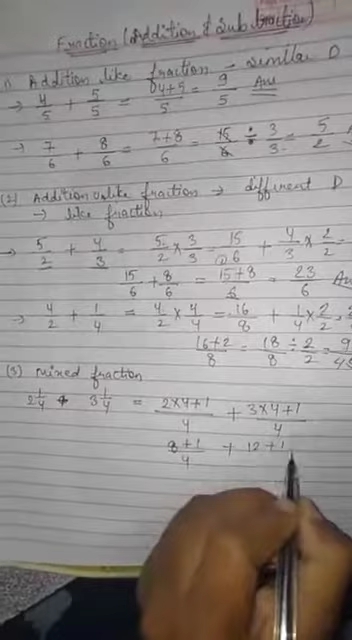 Function (Addition & Subtraction)
1) Addition like fraction - similar D
→ 4/5 + 5/5 = 4+5/5 = 9/5 Ans
→ 7/6 + 8/6 = 7+8/6 = 15/6 ÷ 3/3 = 5/2
(2) Addition unlike fraction → different D
→ like fraction
→ 5/2 + 4/3 = 5/2 × 3/3 = 15/6 + 4/3 × 2/2 =
15/6 + 8/6 = 15+8/6 = 23/6 Ans
→ 4/2 + 1/4 = 4/2 × 4/4 = 16/8 + 1/4 × 2/2
16+2/8 = 18/8 ÷ 2/2 = 9/4
(3) mixed fraction
2 1/4 + 3 1/4 = 2×4+1/4 + 3×4+1/4
8+1/4 + 12+1